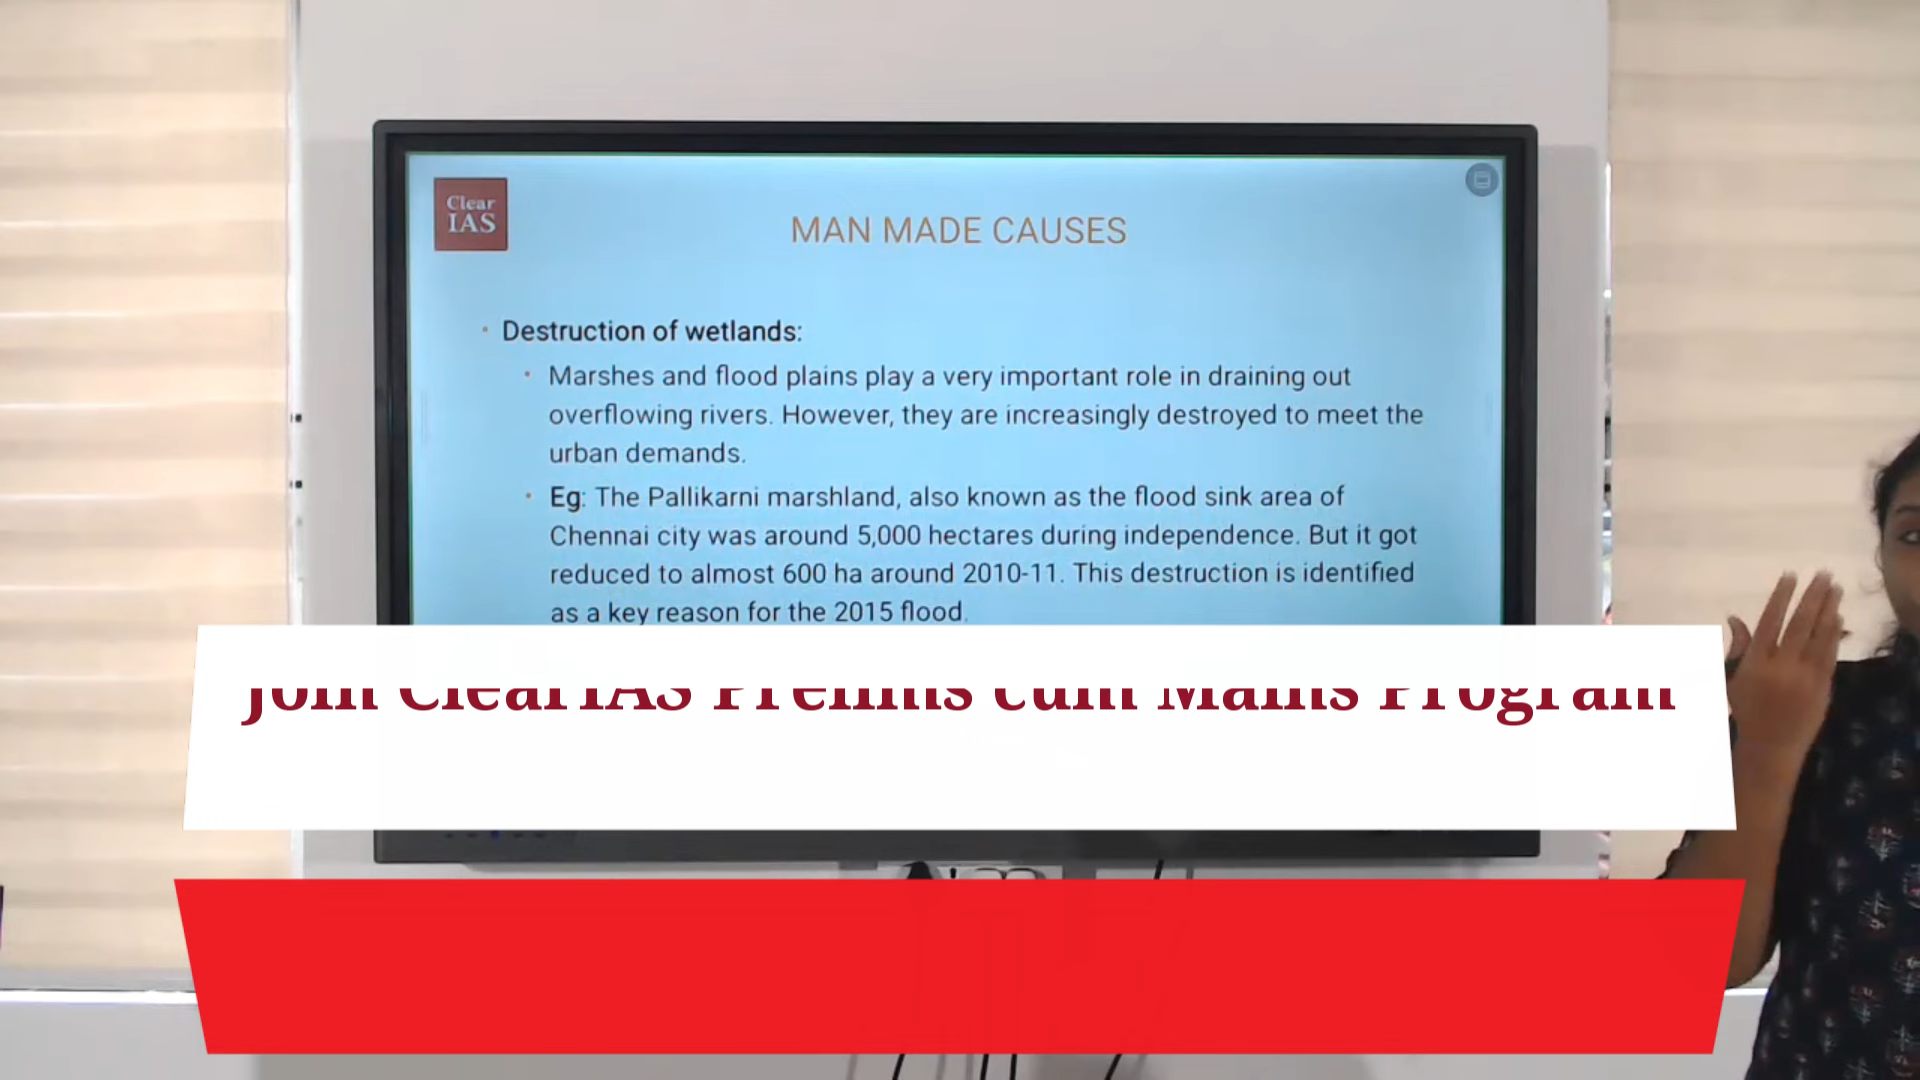 Clear
IAS
MAN MADE CAUSES
Destruction of wetlands:
Marshes and flood plains play a very important role in draining out
overflowing rivers. However, they are increasingly destroyed to meet the
urban demands.
Eg: The Pallikarni marshland, also known as the flood sink area of
Chennai city was around 5,000 hectares during independence. But it got
reduced to almost 600 ha around 2010-11. This destruction is identified
as a key reason for the 2015 flood.
Join ClearIAS Prelims cum Mains Program